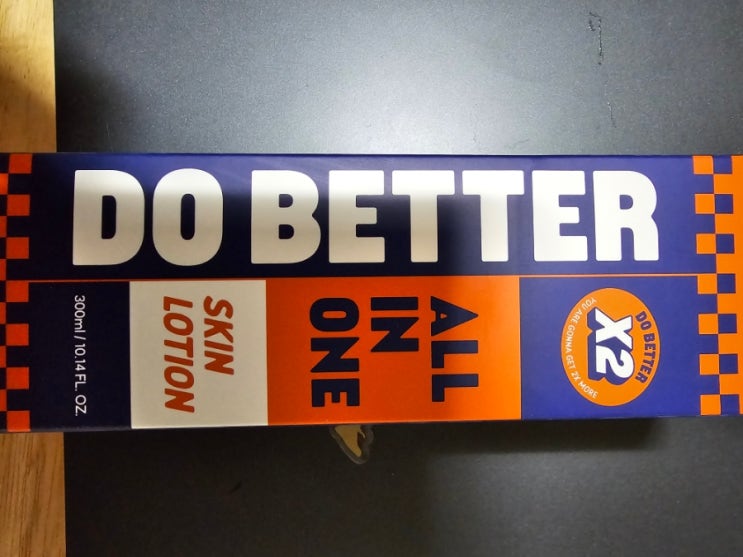 DO BETTER
DO BETTER
X2
YOU ARE GONNA GET 2X MORE
ALL
IN
ONE
SKIN
LOTION
300ml / 10.14 FL. OZ